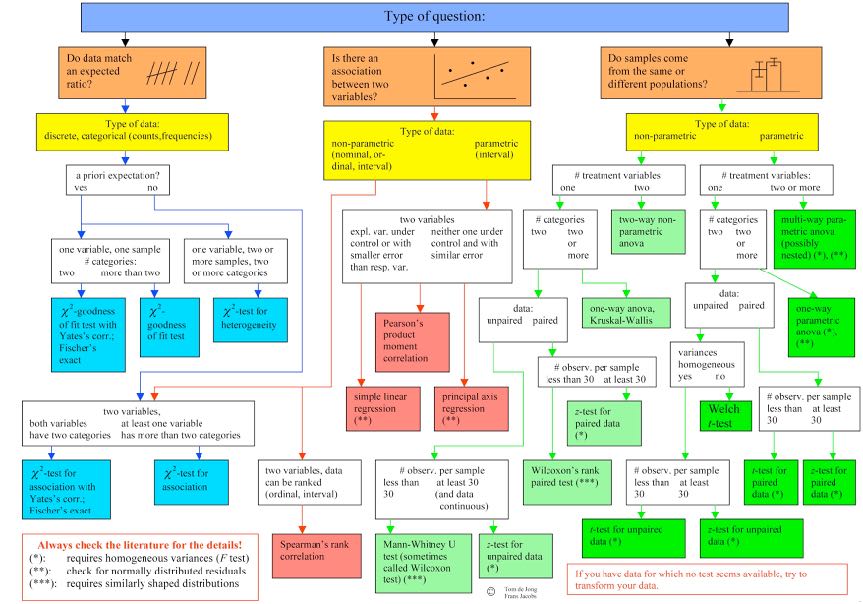 Type of question:
Do data match
an expected
ratic?
Is there an
association
between two
variables?
Do samples come
from the same or
different populations?
Type of data:
discrete, categorical (counts,frequencies)
Type of data:
non-parametric parametric
(nominal, or- (interval)
dinal, interval)
Type of data:
non-parametric parametric
a priori expectation?
yes no
# treatment variables
one two
# treatment variables:
one two or more
one variable, one sample
# categories:
two more than two
one variable, two or
more samples, two
or more categories
two variables
expl. var. under neither one under
control or with control and with
smaller error similar error
than resp. var.
# categories
one two
or
more
two-way non-
parametric
anova
# categories
two two
or
more
multi-way para-
metric anova
(possibly
nested) (*), (**)
χ²-goodness
of fit test with
Yates's corr.;
Fischer's
exact
χ²-
goodness
of fit test
χ²-test for
heterogeneity
Pearson's
product
moment
correlation
data:
unpaired paired
one-way anova,
Kruskal-Wallis
data:
unpaired paired
one-way
parametric
anova (*),
(**)
variances
homogeneous
yes no
# observ. per sample
less than 30 at least 30
simple linear
regression
(**)
principal axis
regression
(**)
z-test for
paired data
(*)
Welch
t-test
# observ. per sample
less at least
than 30
30
two variables,
both variables at least one variable
have two categories has more than two categories
χ²-test for
association with
Yates's corr.;
Fischer's exact
χ²-test for
association
two variables, data
can be ranked
(ordinal, interval)
# observ. per sample
less than at least 30
30 (and data
continuous)
Wilcoxon's rank
paired test (***)
# observ. per sample
less than at least
30 30
t-test for
paired
data (*)
z-test for
paired
data (*)
Spearman's rank
correlation
Mann-Whitney U
test (sometimes
called Wilcoxon
test) (***)
z-test for
unpaired
data (*)
t-test for unpaired
data (*)
z-test for unpaired
data (*)
Always check the literature for the details!
(*): requires homogeneous variances (F test)
(**): check for normally distributed residuals
(***): requires similarly shaped distributions
Tom de Jong
Frans Jacobs
If you have data for which no test seems available, try to
transform your data.